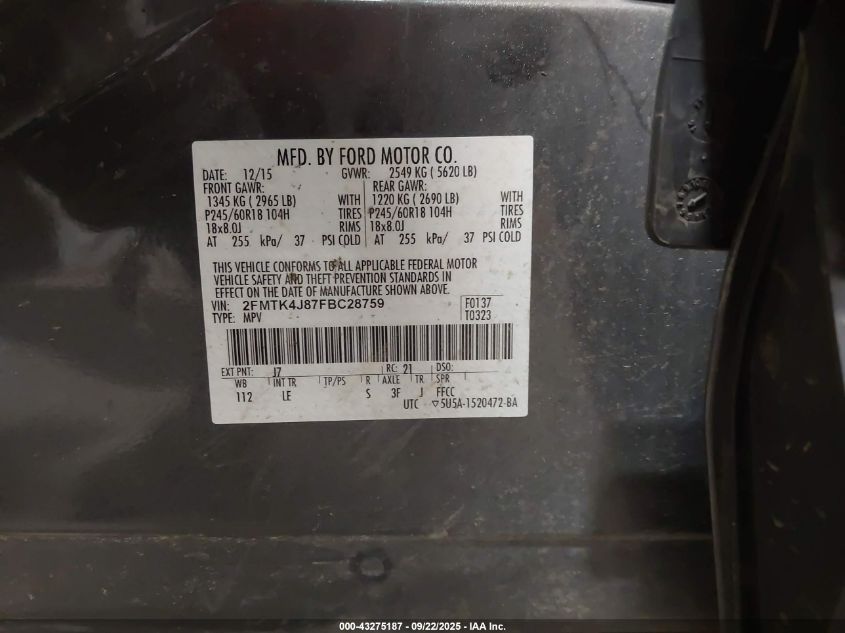 MFD. BY FORD MOTOR CO.
DATE: 12/15 GVWR: 2549 KG ( 5620 LB)
FRONT GAWR: REAR GAWR:
1345 KG ( 2965 LB) WITH 1220 KG ( 2690 LB) WITH
P245/60R18 104H TIRES P245/60R18 104H TIRES
18x8.0J RIMS 18x8.0J RIMS
AT 255 kPa/ 37 PSI COLD AT 255 kPa/ 37 PSI COLD
THIS VEHICLE CONFORMS TO ALL APPLICABLE FEDERAL MOTOR
VEHICLE SAFETY AND THEFT PREVENTION STANDARDS IN
EFFECT ON THE DATE OF MANUFACTURE SHOWN ABOVE.
VIN: 2FMTK4J87FBC28759 F0137
TYPE: MPV T0323
EXT PNT: J7 RC: 21 DSO:
WB INT TR TP/PS R AXLE TR SPR
112 LE S 3F J FFCC
UTC ▽5U5A-1520472-BA
000-43275187 - 09/22/2025 - IAA Inc.